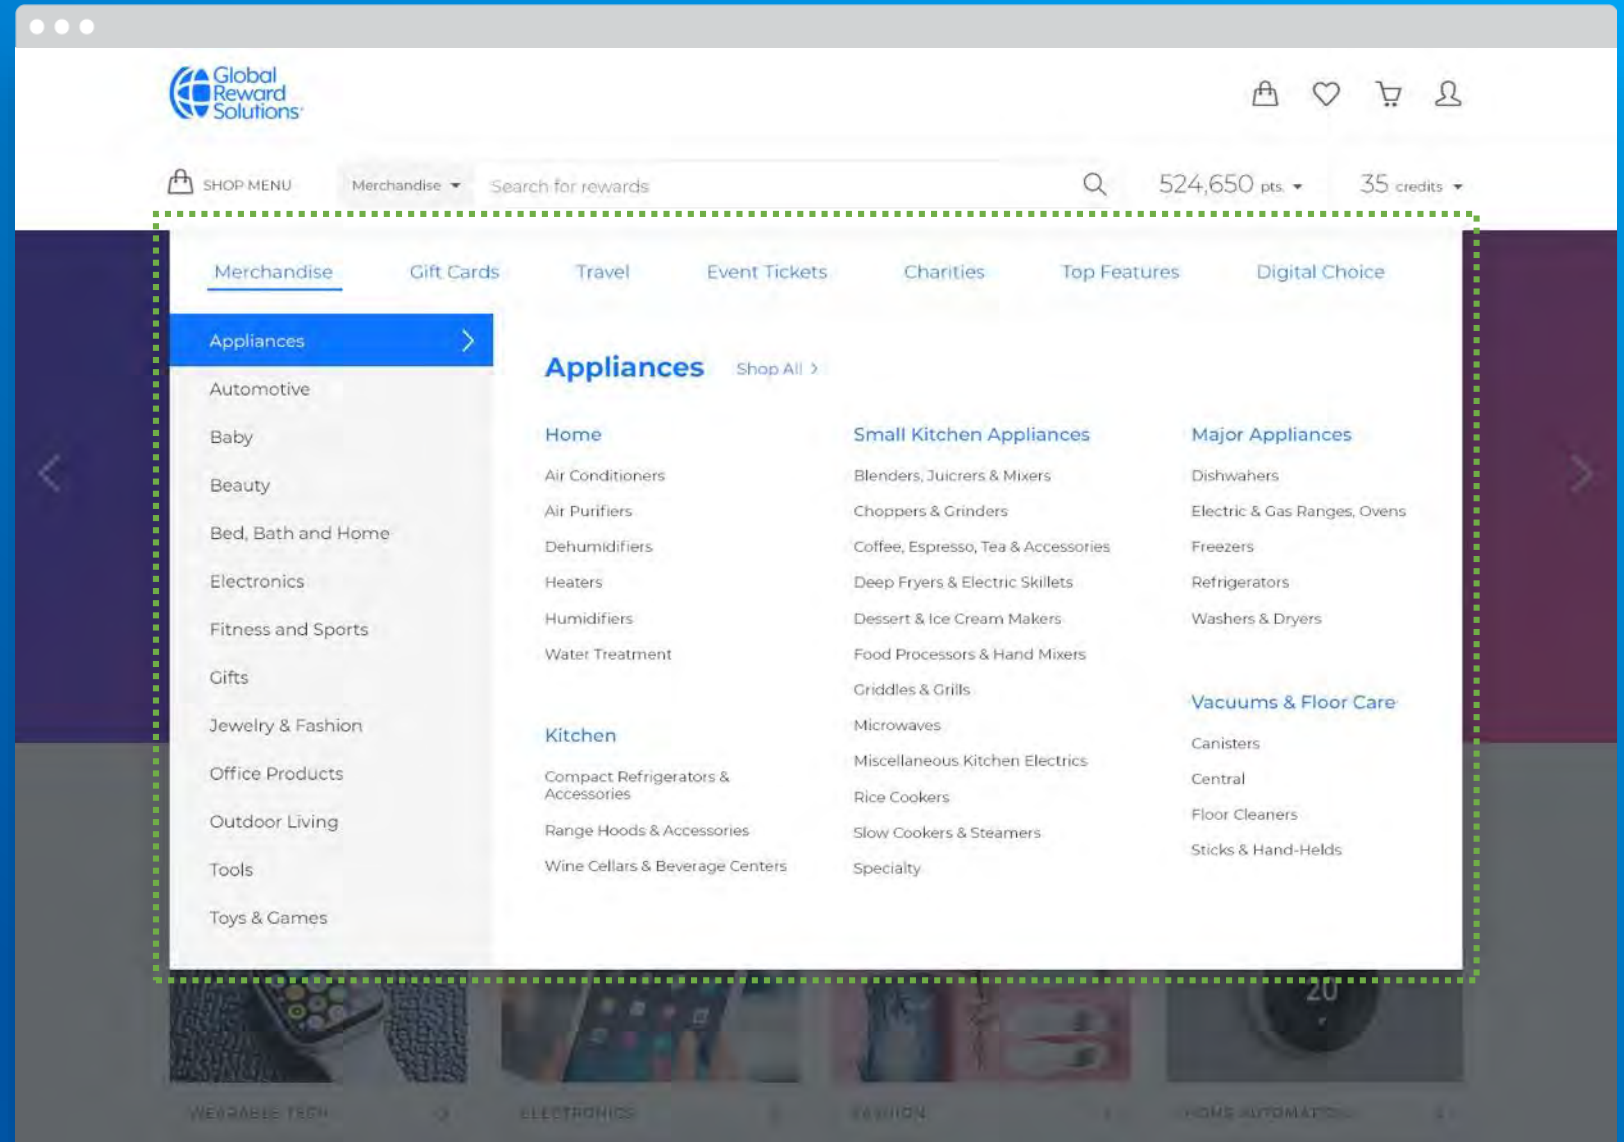 Global
Reward
Solutions
SHOP MENU
Merchandise
Search for rewards
524,650 pts.
35 credits
Merchandise
Gift Cards
Travel
Event Tickets
Charities
Top Features
Digital Choice
Appliances
Automotive
Baby
Beauty
Bed, Bath and Home
Electronics
Fitness and Sports
Gifts
Jewelry & Fashion
Office Products
Outdoor Living
Tools
Toys & Games
Appliances
Shop All >
Home
Air Conditioners
Air Purifiers
Dehumidifiers
Heaters
Humidifiers
Water Treatment
Kitchen
Compact Refrigerators &
Accessories
Range Hoods & Accessories
Wine Cellars & Beverage Centers
Small Kitchen Appliances
Blenders, Juicrers & Mixers
Choppers & Grinders
Coffee, Espresso, Tea & Accessories
Deep Fryers & Electric Skillets
Dessert & Ice Cream Makers
Food Processors & Hand Mixers
Griddles & Grills
Microwaves
Miscellaneous Kitchen Electrics
Rice Cookers
Slow Cookers & Steamers
Specialty
Major Appliances
Dishwahers
Electric & Gas Ranges, Ovens
Freezers
Refrigerators
Washers & Dryers
Vacuums & Floor Care
Canisters
Central
Floor Cleaners
Sticks & Hand-Helds
20
WEARABLE TECH
ELECTRONICS
FASHION
HOME